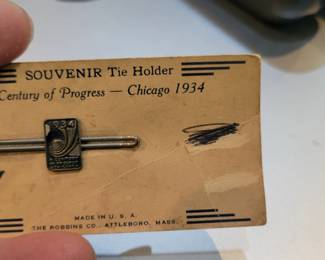 SOUVENIR Tie Holder
Century of Progress — Chicago 1934
1934
MADE IN U. S. A.
THE ROBBINS CO., ATTLEBORO, MASS.